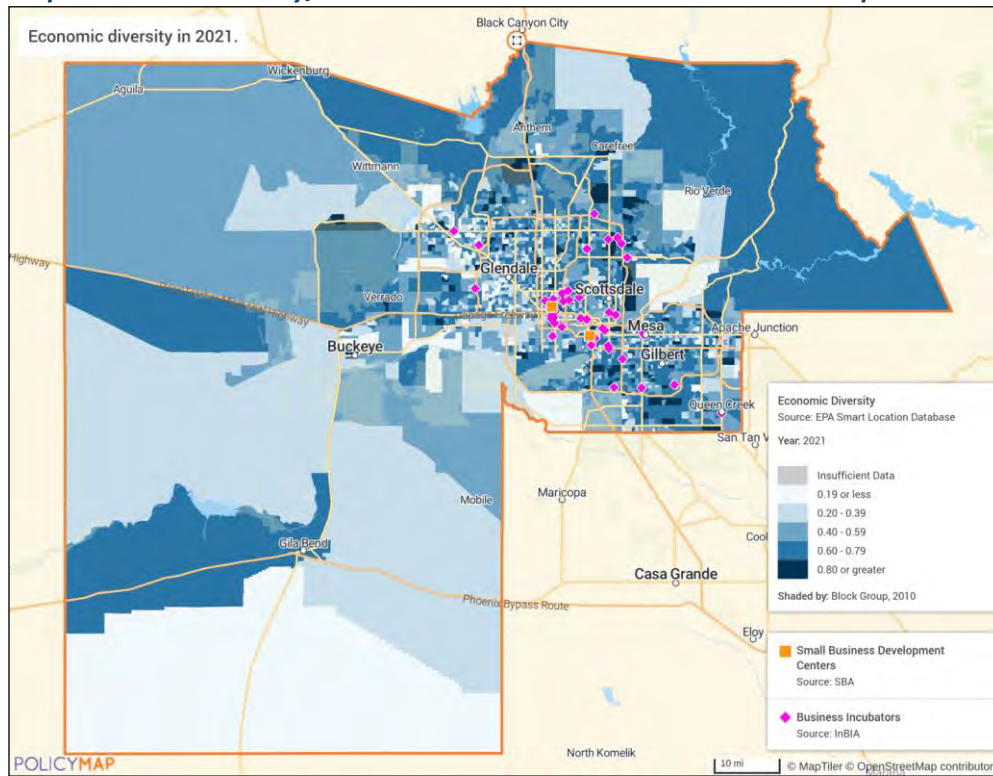 Economic diversity in 2021.
Black Canyon City
Wickenburg
Aguila
Anthem
Carefree
Wittmann
Rio Verde
Highway
Glendale
Scottsdale
Verrado
Highway
Mesa
Apache Junction
Buckeye
Gilbert
Queen Creek
San Tan V
Mobile
Maricopa
Gila Bend
Casa Grande
Phoenix Bypass Route
Eloy
North Komelik
Economic Diversity
Source: EPA Smart Location Database
Year: 2021
Insufficient Data
0.19 or less
0.20 - 0.39
0.40 - 0.59
0.60 - 0.79
0.80 or greater
Shaded by: Block Group, 2010
Cool
Small Business Development
Centers
Source: SBA
Business Incubators
Source: InBIA
POLICYMAP
10 mi
© MapTiler © OpenStreetMap contributor